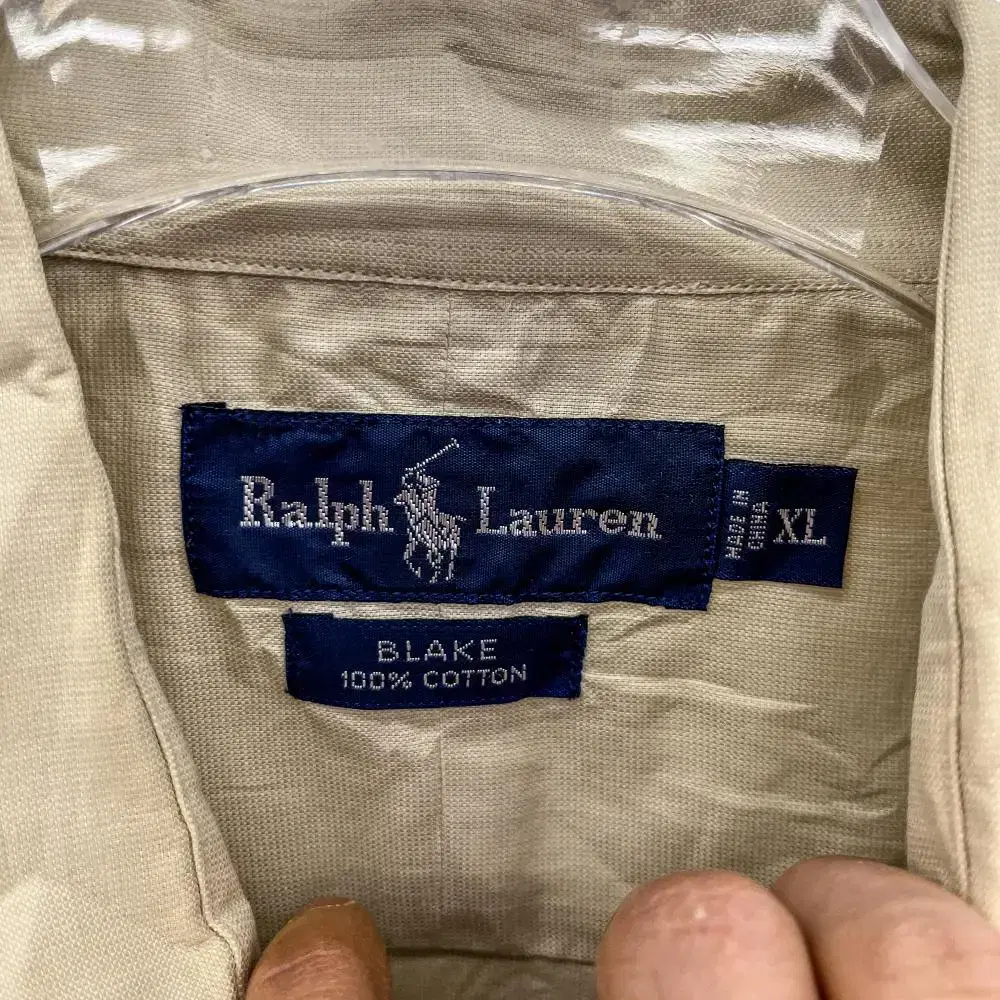 Ralph Lauren
MADE IN
CHINA
XL
BLAKE
100% COTTON